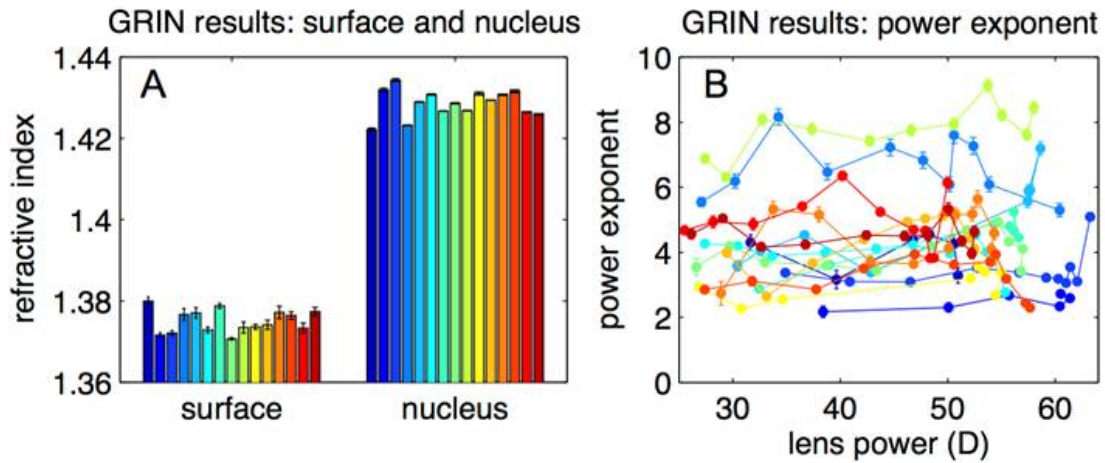 GRIN results: surface and nucleus
A
1.44
1.42
1.4
1.38
1.36
refractive index
surface nucleus
GRIN results: power exponent
B
10
8
6
4
2
0
power exponent
30 40 50 60
lens power (D)